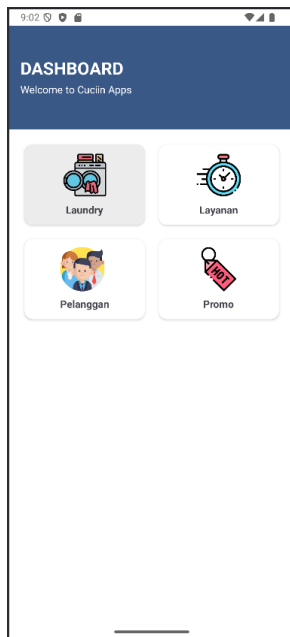 9:02
DASHBOARD
Welcome to Cuciin Apps
Laundry
Layanan
Pelanggan
HOT
Promo